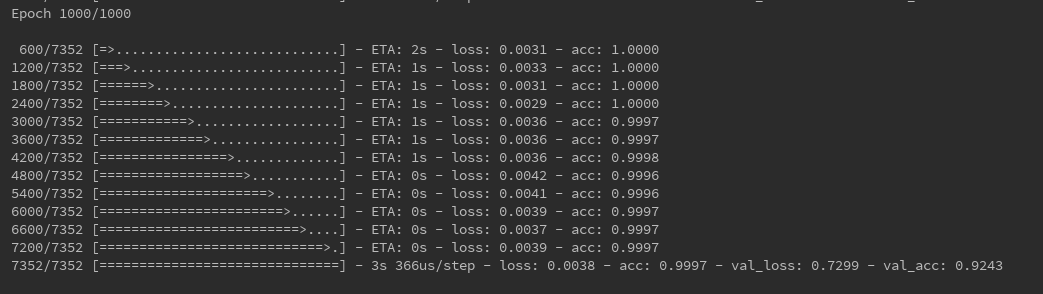 Epoch 1000/1000
600/7352 [=>............................] - ETA: 2s - loss: 0.0031 - acc: 1.0000
1200/7352 [===>..........................] - ETA: 1s - loss: 0.0033 - acc: 1.0000
1800/7352 [======>.......................] - ETA: 1s - loss: 0.0031 - acc: 1.0000
2400/7352 [========>.....................] - ETA: 1s - loss: 0.0029 - acc: 1.0000
3000/7352 [===========>..................] - ETA: 1s - loss: 0.0036 - acc: 0.9997
3600/7352 [=============>................] - ETA: 1s - loss: 0.0036 - acc: 0.9997
4200/7352 [================>.............] - ETA: 1s - loss: 0.0036 - acc: 0.9998
4800/7352 [==================>...........] - ETA: 0s - loss: 0.0042 - acc: 0.9996
5400/7352 [=====================>........] - ETA: 0s - loss: 0.0041 - acc: 0.9996
6000/7352 [=======================>......] - ETA: 0s - loss: 0.0039 - acc: 0.9997
6600/7352 [=========================>....] - ETA: 0s - loss: 0.0037 - acc: 0.9997
7200/7352 [============================>.] - ETA: 0s - loss: 0.0039 - acc: 0.9997
7352/7352 [==============================] - 3s 366us/step - loss: 0.0038 - acc: 0.9997 - val_loss: 0.7299 - val_acc: 0.9243